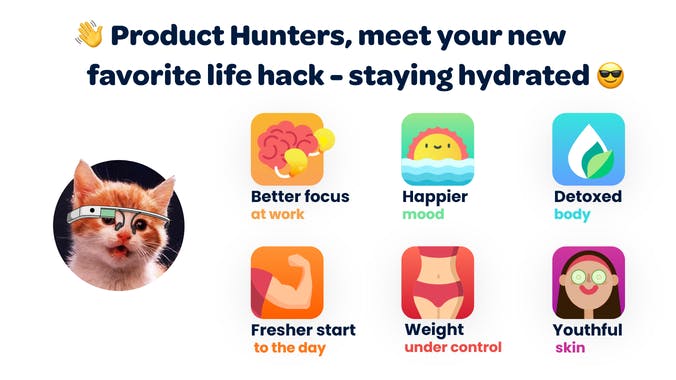 👋 Product Hunters, meet your new
favorite life hack - staying hydrated 😎
Better focus
at work
Happier
mood
Detoxed
body
Fresher start
to the day
Weight
under control
Youthful
skin